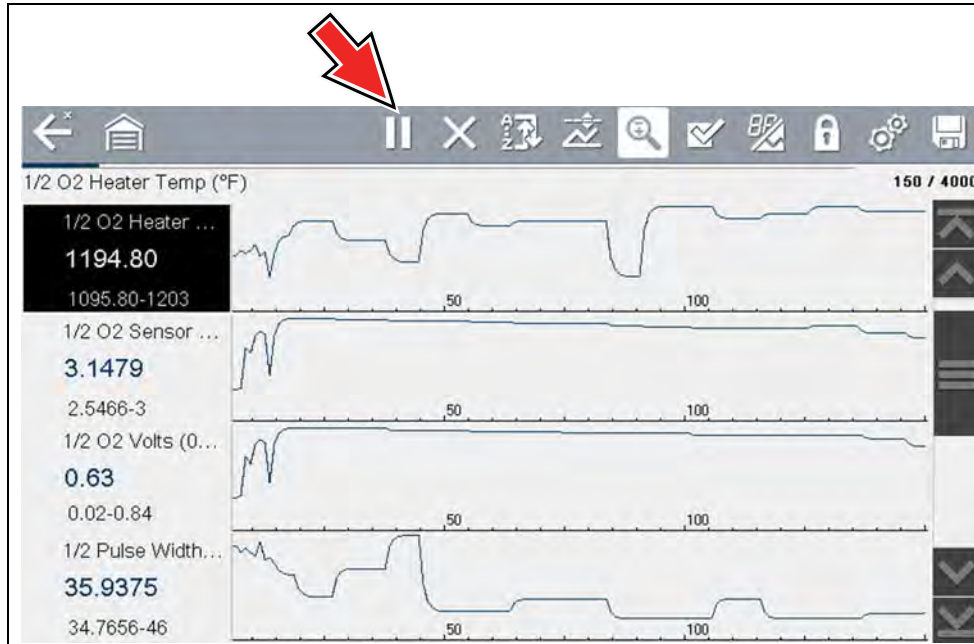 1/2 O2 Heater Temp (°F)
150 / 4000
1/2 O2 Heater ...
1194.80
1095.80-1203
50
100
1/2 O2 Sensor ...
3.1479
2.5466-3
50
100
1/2 O2 Volts (0...
0.63
0.02-0.84
50
100
1/2 Pulse Width...
35.9375
34.7656-46
50
100